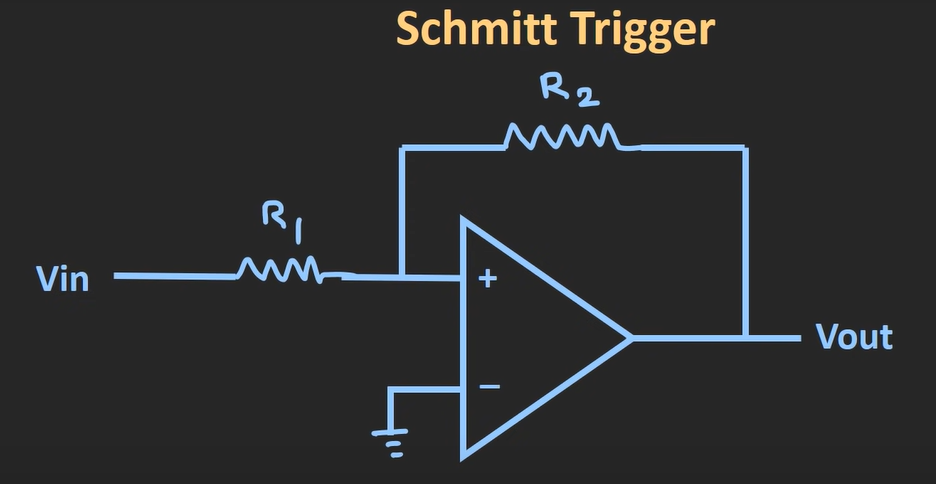 Schmitt Trigger
R2
R1
Vin
+
Vout
−